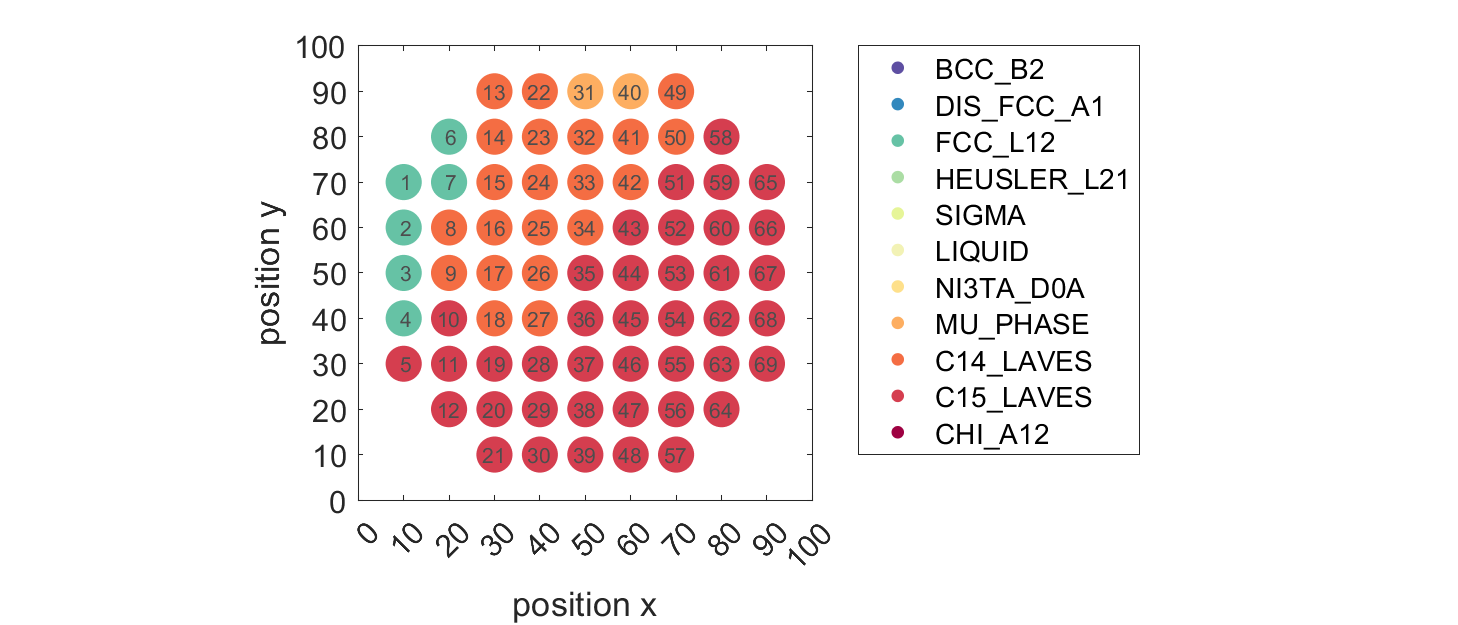 100
90 13 22 31 40 49
80 6 14 23 32 41 50 58
70 1 7 15 24 33 42 51 59 65
60 2 8 16 25 34 43 52 60 66
50 3 9 17 26 35 44 53 61 67
40 4 10 18 27 36 45 54 62 68
30 5 11 19 28 37 46 55 63 69
20 12 20 29 38 47 56 64
10 21 30 39 48 57
0
0 10 20 30 40 50 60 70 80 90 100
position x
position y
BCC_B2
DIS_FCC_A1
FCC_L12
HEUSLER_L21
SIGMA
LIQUID
NI3TA_D0A
MU_PHASE
C14_LAVES
C15_LAVES
CHI_A12